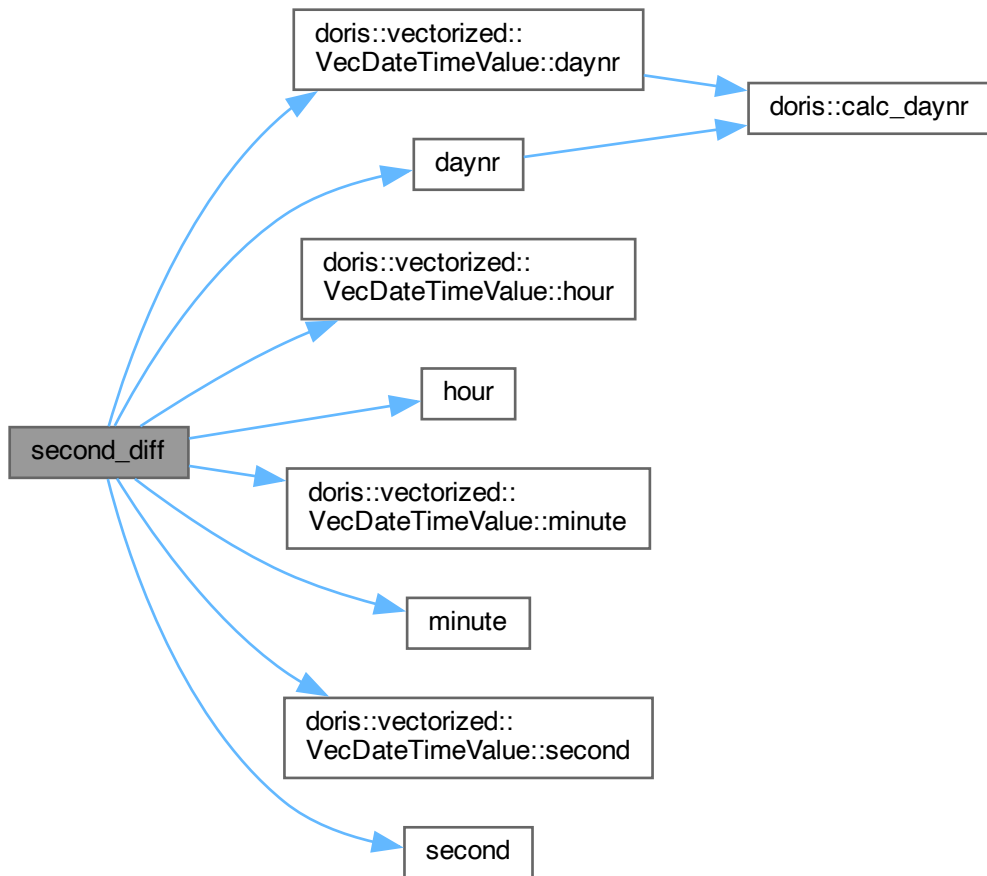 doris::vectorized::
VecDateTimeValue::daynr
doris::calc_daynr
daynr
doris::vectorized::
VecDateTimeValue::hour
hour
second_diff
doris::vectorized::
VecDateTimeValue::minute
minute
doris::vectorized::
VecDateTimeValue::second
second